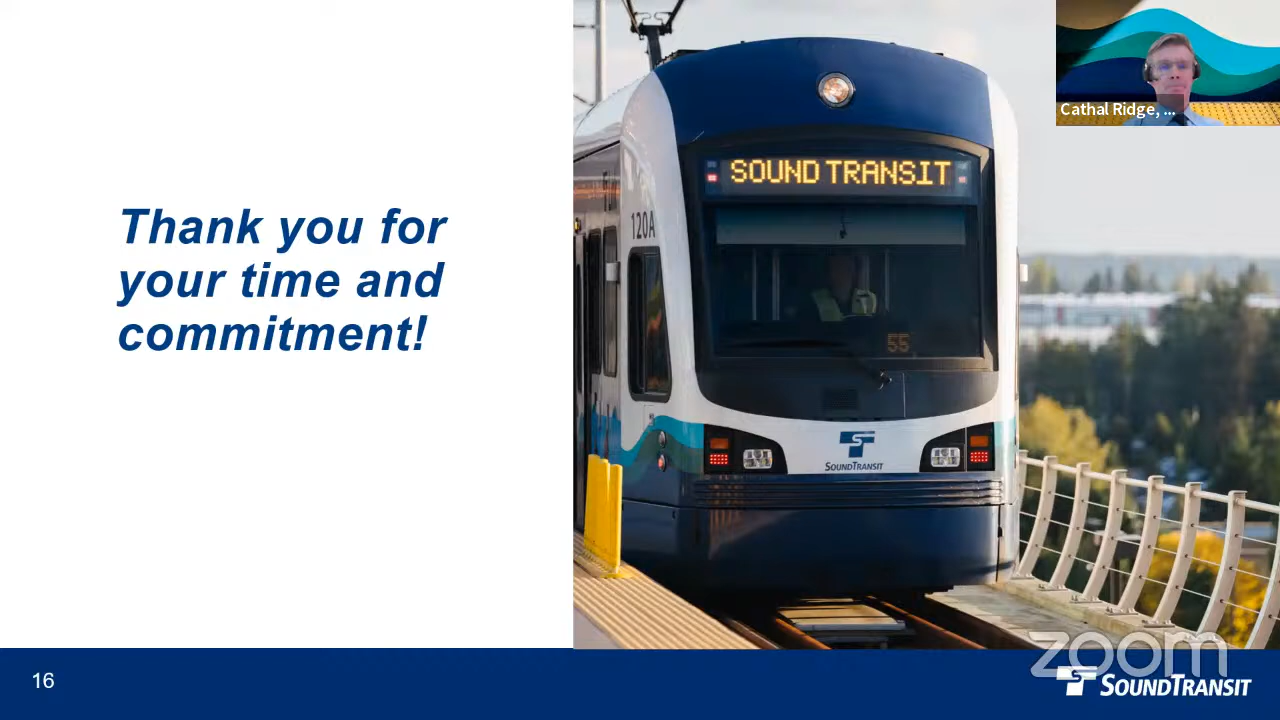 Thank you for
your time and
commitment!
SOUND TRANSIT
120A
55
SOUNDTRANSIT
Cathal Ridge, ...
16
zoom
SOUNDTRANSIT